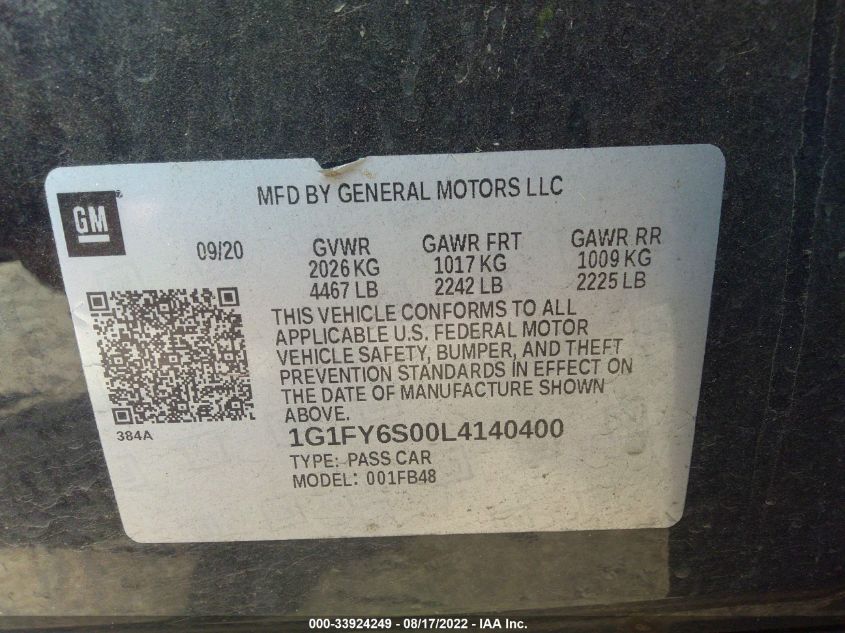 MFD BY GENERAL MOTORS LLC
GM®
09/20 GVWR GAWR FRT GAWR RR
2026 KG 1017 KG 1009 KG
4467 LB 2242 LB 2225 LB
THIS VEHICLE CONFORMS TO ALL
APPLICABLE U.S. FEDERAL MOTOR
VEHICLE SAFETY, BUMPER, AND THEFT
PREVENTION STANDARDS IN EFFECT ON
THE DATE OF MANUFACTURE SHOWN
ABOVE.
384A
1G1FY6S00L4140400
TYPE: PASS CAR
MODEL: 001FB48
000-33924249 - 08/17/2022 - IAA Inc.